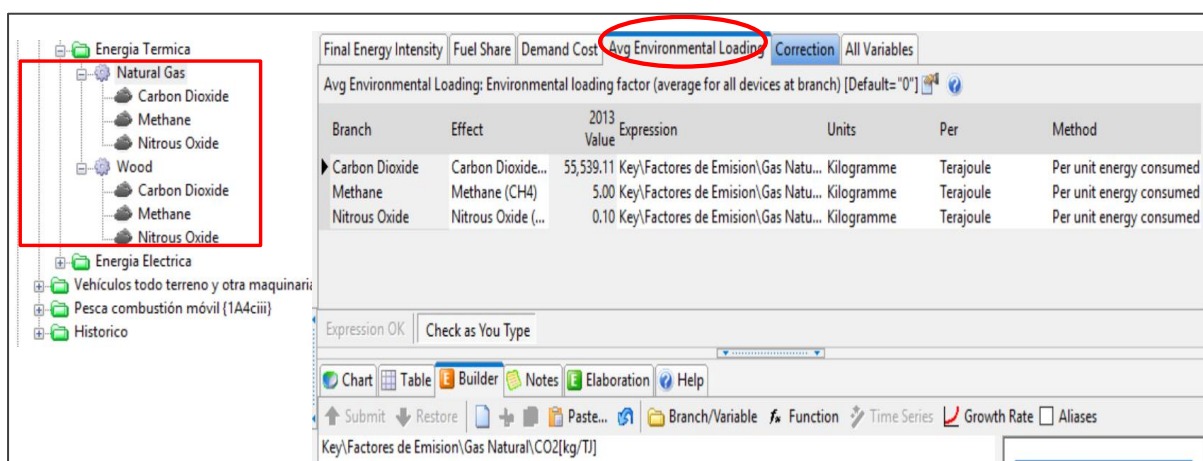 Energia Termica
Natural Gas
Carbon Dioxide
Methane
Nitrous Oxide
Wood
Carbon Dioxide
Methane
Nitrous Oxide
Energia Electrica
Vehículos todo terreno y otra maquinaria
Pesca combustión móvil {1A4ciii}
Historico
Final Energy Intensity Fuel Share Demand Cost Avg Environmental Loading Correction All Variables
Avg Environmental Loading: Environmental loading factor (average for all devices at branch) [Default="0"]
Branch Effect 2013 Value Expression Units Per Method
Carbon Dioxide Carbon Dioxide... 55,539.11 Key\Factores de Emision\Gas Natu... Kilogramme Terajoule Per unit energy consumed
Methane Methane (CH4) 5.00 Key\Factores de Emision\Gas Natu... Kilogramme Terajoule Per unit energy consumed
Nitrous Oxide Nitrous Oxide (... 0.10 Key\Factores de Emision\Gas Natu... Kilogramme Terajoule Per unit energy consumed
Expression OK Check as You Type
Chart Table Builder Notes Elaboration Help
Submit Restore Paste... Branch/Variable fx Function Time Series Growth Rate Aliases
Key\Factores de Emision\Gas Natural\CO2[kg/TJ]